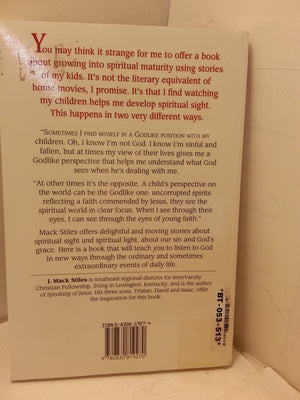 You may think it strange for me to offer a book
about growing into spiritual maturity using stories
of my kids. It's not the literary equivalent of
home movies, I promise. It's that I find watching
my children helps me develop spiritual sight.
This happens in two very different ways.
"Sometimes I find myself in a Godlike position with my
children. Oh, I know I'm not God. I know I'm sinful and
fallen, but at times my view of their lives gives me a
Godlike perspective that helps me understand what God
sees when he's dealing with me.
"At other times it's the opposite. A child's perspective on
the world can be the Godlike one: uncorrupted spirits
reflecting a faith commended by Jesus, they see the
spiritual world in clear focus. When I see through their
eyes, I can see through the eyes of young faith."
Mack Stiles offers delightful and moving stories about
spiritual sight and spiritual light, about our sin and God's
grace. Here is a book that will teach you to listen to God
in new ways through the ordinary and sometimes
extraordinary events of daily life.
J. Mack Stiles is southeast regional director for InterVarsity
Christian Fellowship, living in Lexington, Kentucky, and is the author
of Speaking of Jesus. His three sons, Tristan, David and Isaac, offer
the inspiration for this book.
ISBN 0-8308-1927-4
9 780830 819270
*BT-053-513*